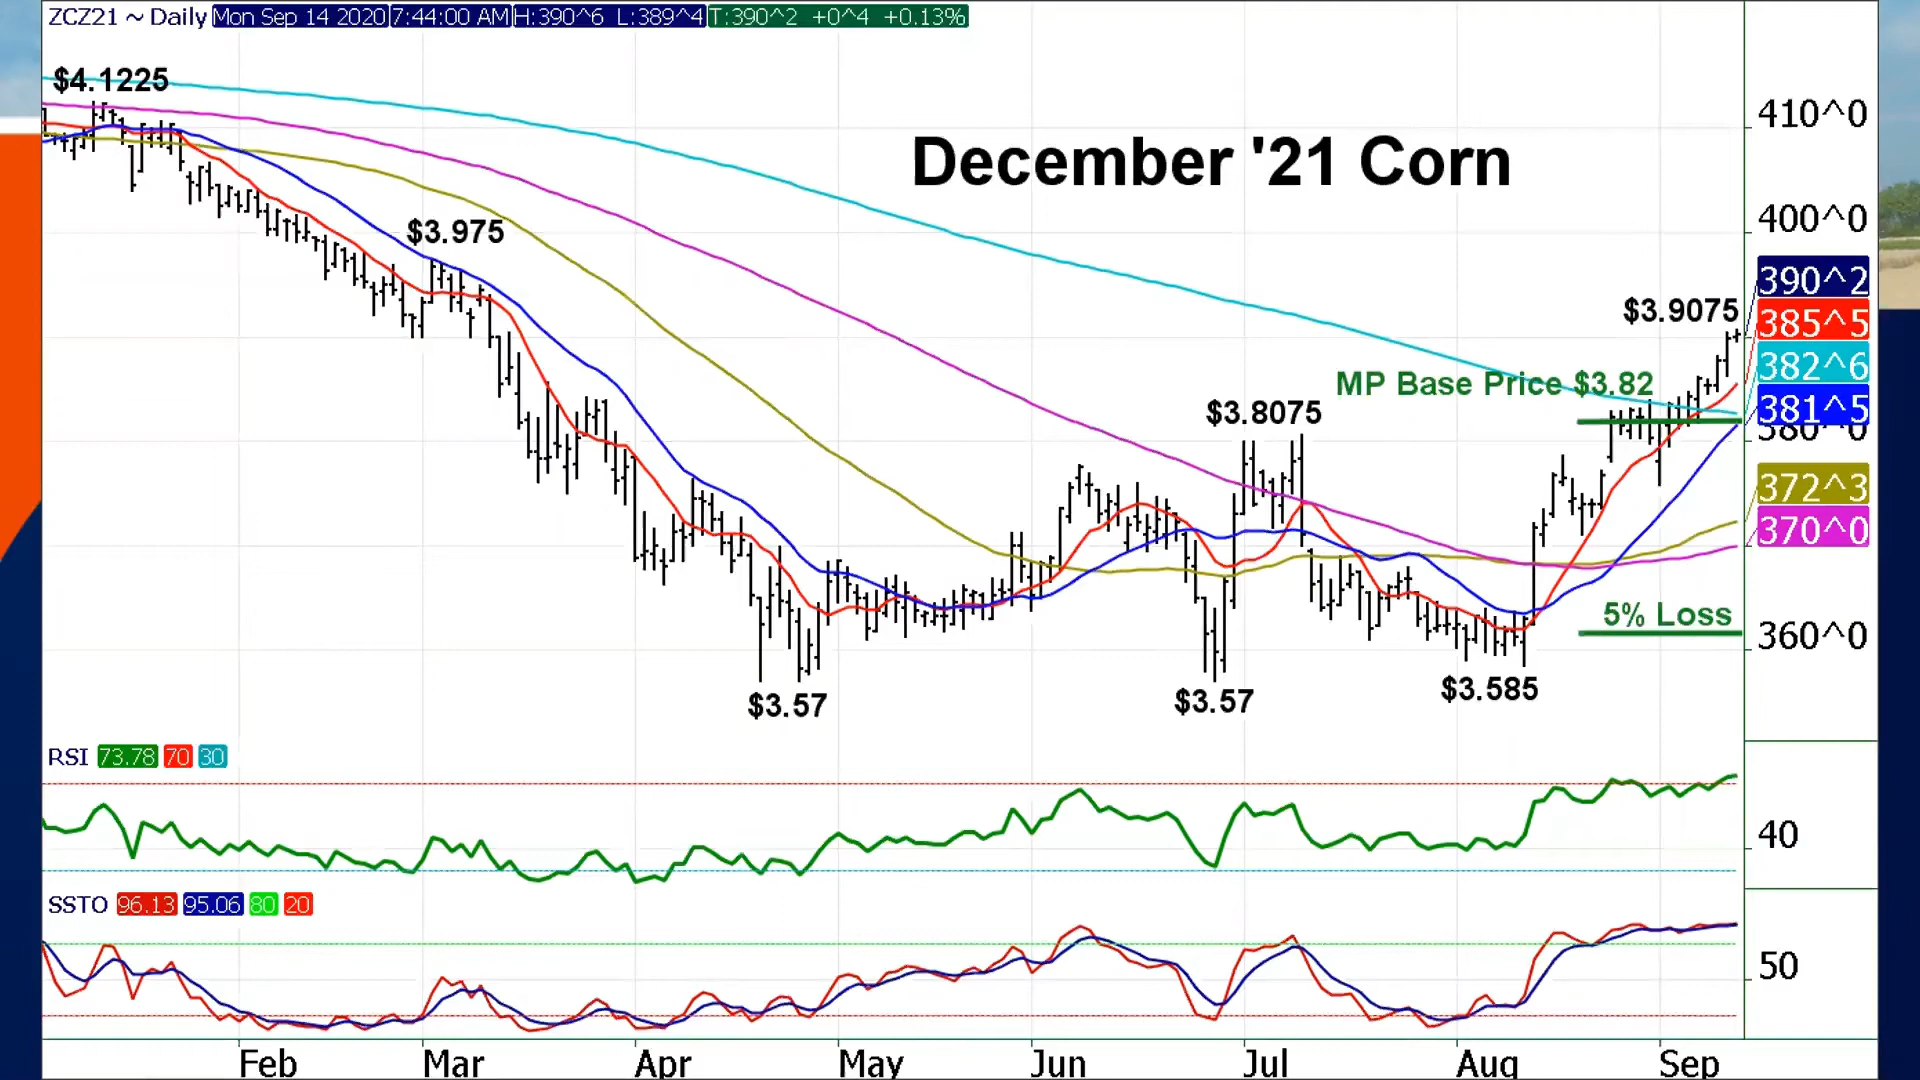 ZCZ21 ~ Daily Mon Sep 14 2020 7:44:00 AM H:390^6 L:389^4 T:390^2 +0^4 +0.13%
$4.1225
410^0
December '21 Corn
400^0
$3.975
390^2
$3.9075
385^5
382^6
MP Base Price $3.82
381^5
$3.8075
380^0
372^3
370^0
5% Loss
360^0
$3.585
$3.57
$3.57
RSI 73.78 70 30
40
SSTO 96.13 95.06 80 20
50
Feb Mar Apr May Jun Jul Aug Sep